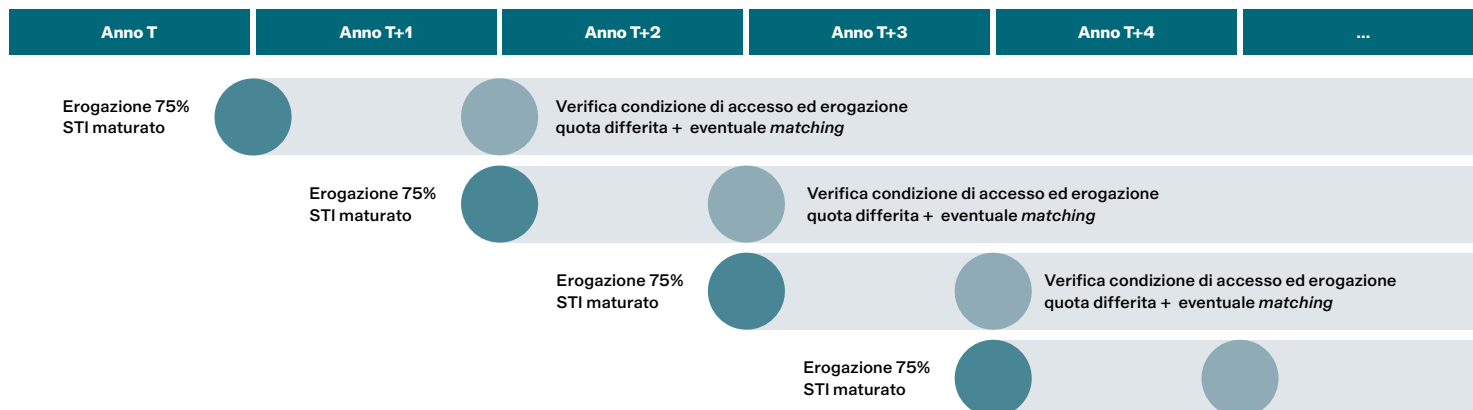 Anno T
Anno T+1
Anno T+2
Anno T+3
Anno T+4
...
Erogazione 75%
STI maturato
Verifica condizione di accesso ed erogazione
quota differita + eventuale matching
Erogazione 75%
STI maturato
Verifica condizione di accesso ed erogazione
quota differita + eventuale matching
Erogazione 75%
STI maturato
Verifica condizione di accesso ed erogazione
quota differita + eventuale matching
Erogazione 75%
STI maturato